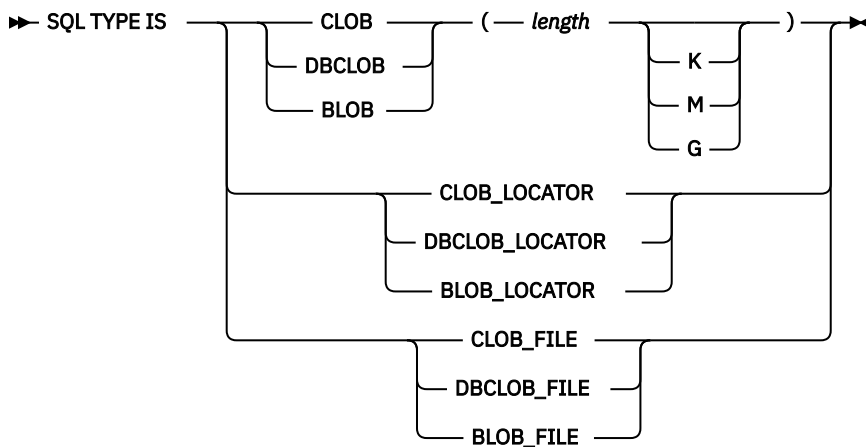 SQL TYPE IS CLOB ( length )
DBCLOB K
BLOB M
G
CLOB_LOCATOR
DBCLOB_LOCATOR
BLOB_LOCATOR
CLOB_FILE
DBCLOB_FILE
BLOB_FILE